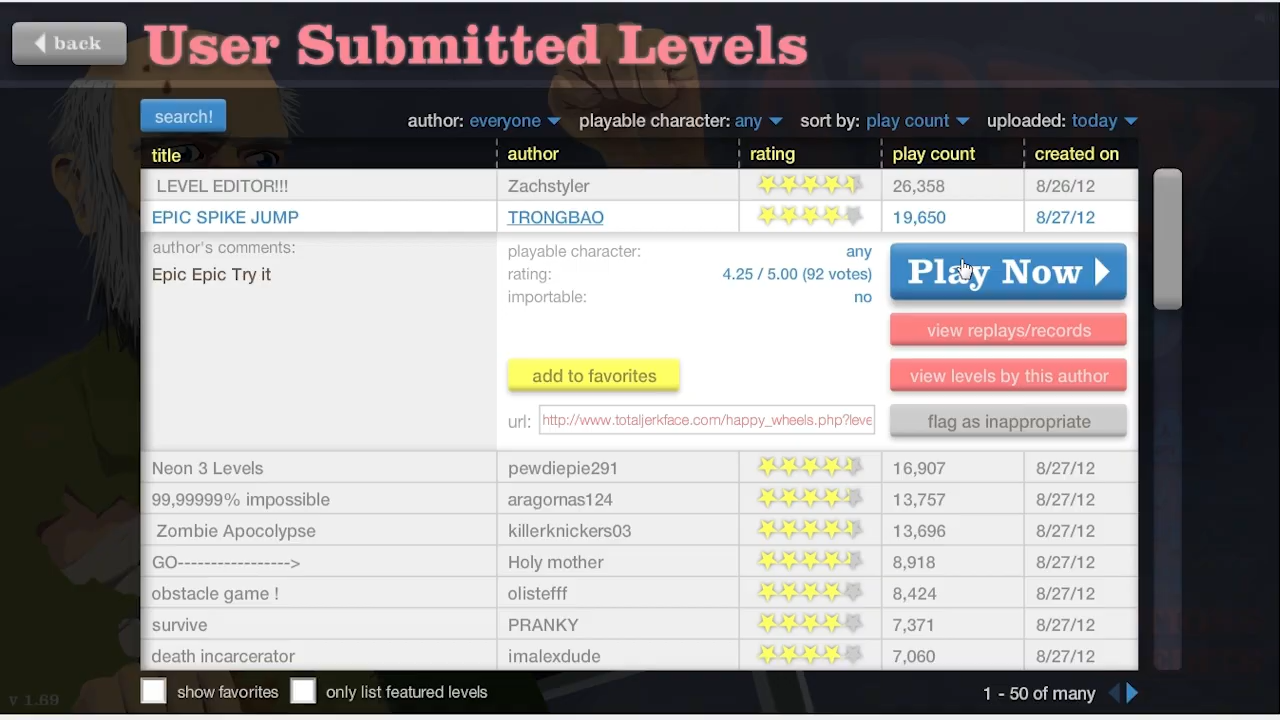 back
User Submitted Levels
search!
author: everyone playable character: any sort by: play count uploaded: today
title author rating play count created on
LEVEL EDITOR!!! Zachstyler 26,358 8/26/12
EPIC SPIKE JUMP TRONGBAO 19,650 8/27/12
author's comments:
Epic Epic Try it
playable character: any
rating: 4.25 / 5.00 (92 votes)
importable: no
add to favorites
url: http://www.totaljerkface.com/happy_wheels.php?leve
Play Now
view replays/records
view levels by this author
flag as inappropriate
Neon 3 Levels pewdiepie291 16,907 8/27/12
99,99999% impossible aragornas124 13,757 8/27/12
Zombie Apocolypse killerknickers03 13,696 8/27/12
GO-----------------> Holy mother 8,918 8/27/12
obstacle game ! olistefff 8,424 8/27/12
survive PRANKY 7,371 8/27/12
death incarcerator imalexdude 7,060 8/27/12
show favorites only list featured levels 1 - 50 of many
v 1.69